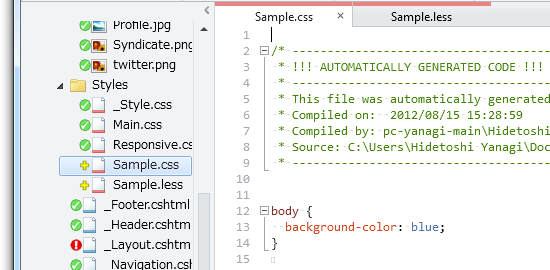 Profile.jpg
Syndicate.png
twitter.png
Styles
_Style.css
Main.css
Responsive.cs
Sample.css
Sample.less
_Footer.cshtml
_Header.cshtm
_Layout.cshtm
_Navigation.csh
Sample.css ×
Sample.less
1
2 /* ----------------------------------
3 * !!! AUTOMATICALLY GENERATED CODE !!!
4 * ----------------------------------
5 * This file was automatically generated
6 * Compiled on: 2012/08/15 15:28:59
7 * Compiled by: pc-yanagi-main\Hidetoshi
8 * Source: C:\Users\Hidetoshi Yanagi\Doc
9 * ----------------------------------
10
11
12 body {
13 background-color: blue;
14 }
15